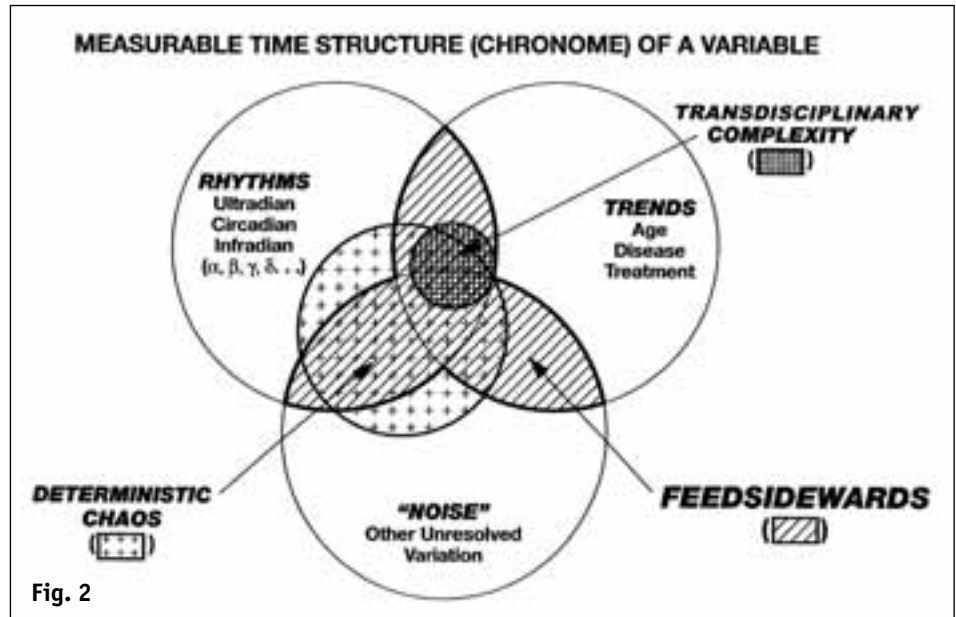 MEASURABLE TIME STRUCTURE (CHRONOME) OF A VARIABLE
TRANSDISCIPLINARY
COMPLEXITY
( )
RHYTHMS
Ultradian
Circadian
Infradian
(α, β, γ, δ. . .)
TRENDS
Age
Disease
Treatment
DETERMINISTIC
CHAOS
( )
"NOISE"
Other Unresolved
Variation
FEEDSIDEWARDS
( )
Fig. 2